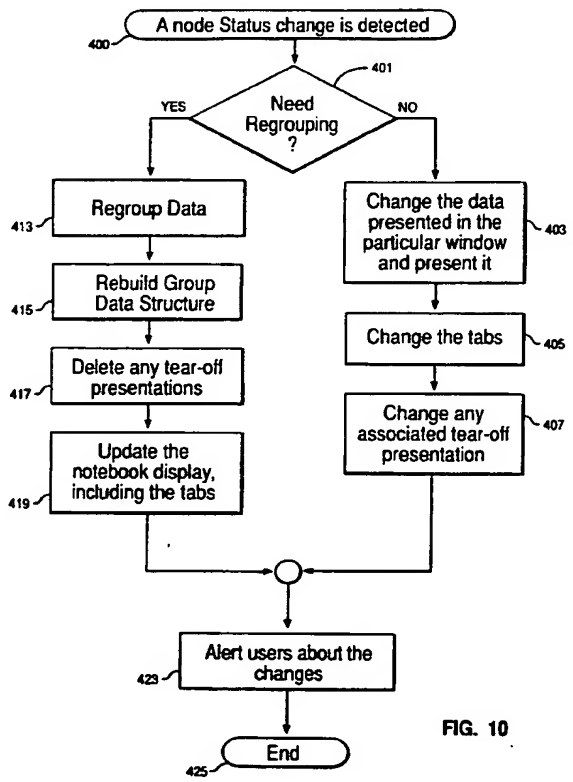 A node Status change is detected
400
401
YES
Need
Regrouping
?
NO
Regroup Data
413
Rebuild Group
Data Structure
415
Delete any tear-off
presentations
417
Update the
notebook display,
including the tabs
419
Change the data
presented in the
particular window
and present it
403
Change the tabs
405
Change any
associated tear-off
presentation
407
Alert users about the
changes
423
FIG. 10
End
425